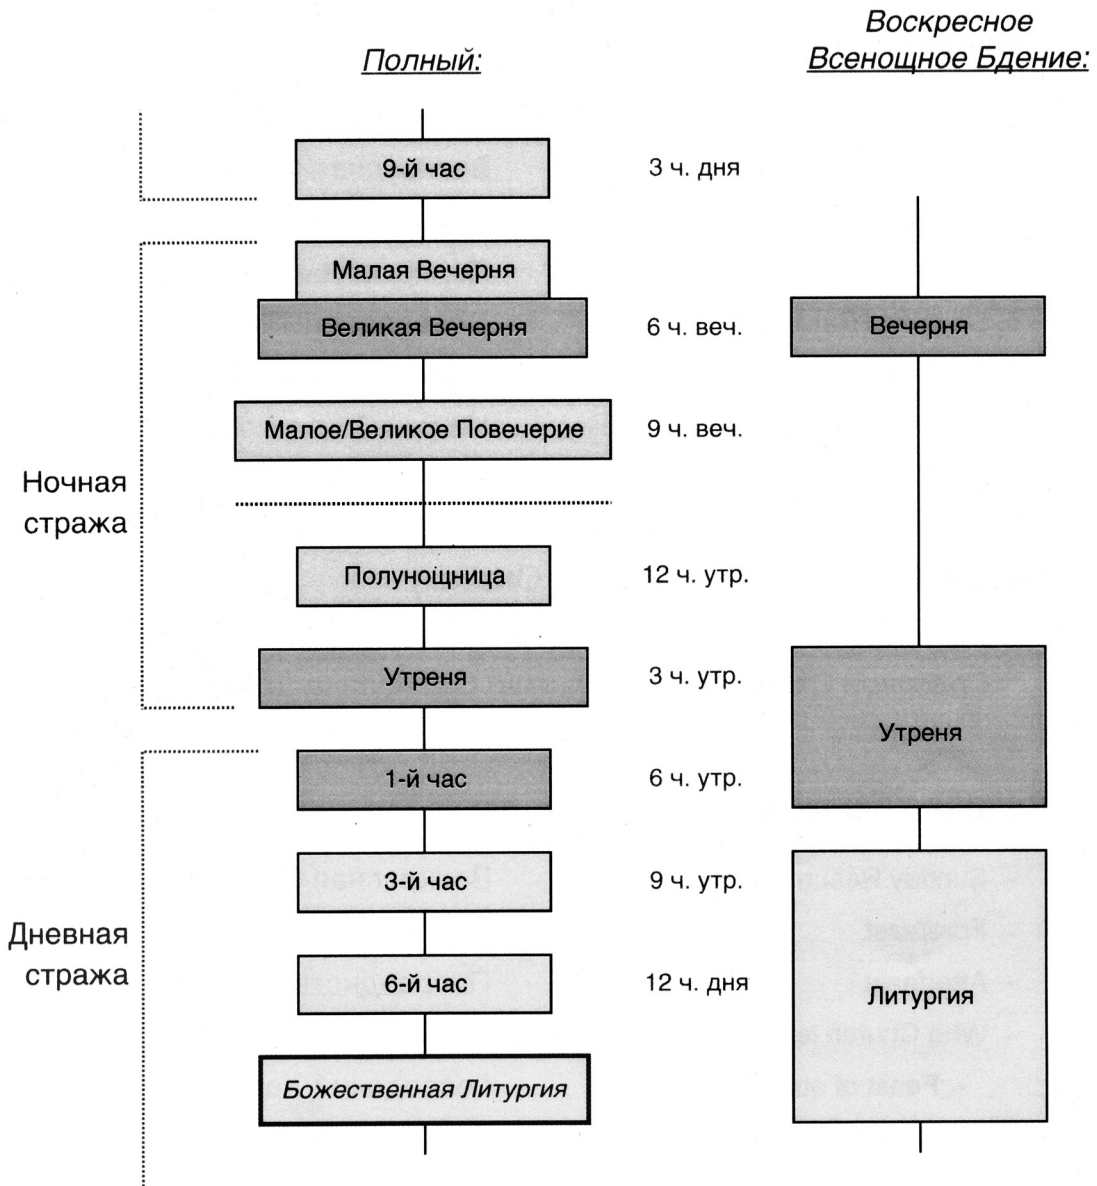 Воскресное
Полный:
Всенощное Бдение:
9-й час
3 ч. дня
Малая Вечерня
Великая Вечерня
6 ч. веч.
Вечерня
Малое/Великое Повечерие
9 ч. веч.
Ночная
стража
Полунощница
12 ч. утр.
Утреня
3 ч. утр.
Утреня
1-й час
6 ч. утр.
3-й час
9 ч. утр.
Дневная
стража
6-й час
12 ч. дня
Литургия
Божественная Литургия